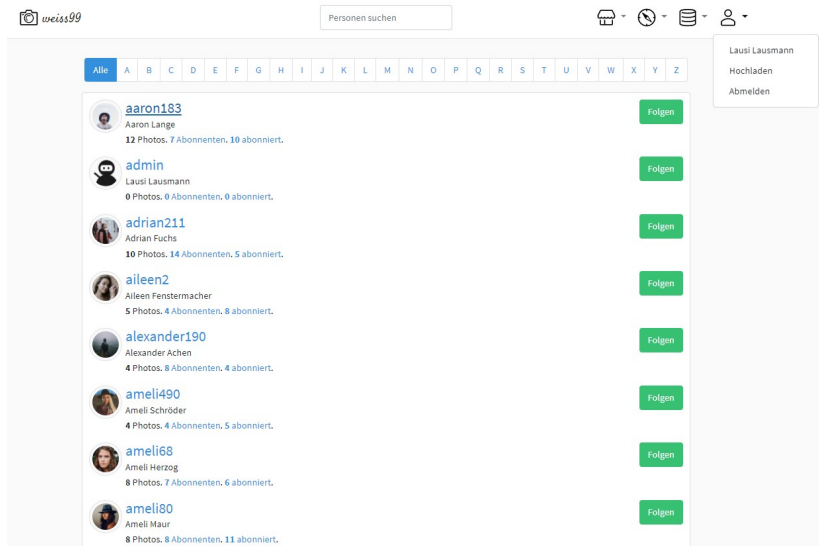 weiss99
Personen suchen
Lausi Lausmann
Hochladen
Abmelden
Alle A B C D E F G H I J K L M N O P Q R S T U V W X Y Z
aaron183
Folgen
Aaron Lange
12 Photos. 7 Abonnenten. 10 abonniert.
admin
Folgen
Lausi Lausmann
0 Photos. 0 Abonnenten. 0 abonniert.
adrian211
Folgen
Adrian Fuchs
10 Photos. 14 Abonnenten. 5 abonniert.
aileen2
Folgen
Aileen Fenstermacher
5 Photos. 4 Abonnenten. 8 abonniert.
alexander190
Folgen
Alexander Achen
4 Photos. 8 Abonnenten. 4 abonniert.
ameli490
Folgen
Ameli Schröder
4 Photos. 4 Abonnenten. 5 abonniert.
ameli68
Folgen
Ameli Herzog
8 Photos. 7 Abonnenten. 6 abonniert.
ameli80
Folgen
Ameli Maur
8 Photos. 8 Abonnenten. 11 abonniert.